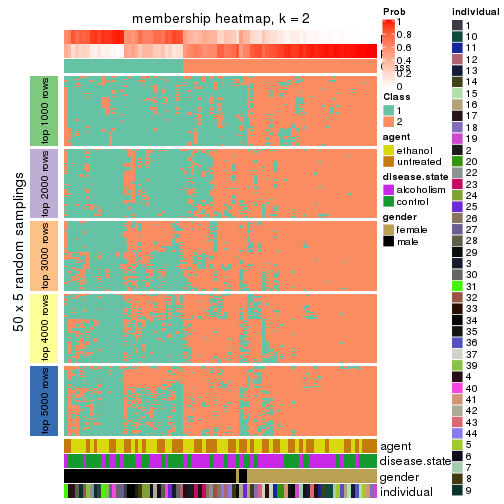 membership heatmap, k = 2
50 x 5 random samplings
top 1000 rows
top 2000 rows
top 3000 rows
top 4000 rows
top 5000 rows
agent
disease.state
gender
individual
Prob
1
0.8
0.6
0.4
0.2
0
Class
1
2
agent
ethanol
untreated
disease.state
alcoholism
control
gender
female
male
individual
1
10
11
12
13
14
15
16
17
18
19
2
20
22
23
24
25
26
27
28
29
3
30
31
32
33
34
35
36
37
39
4
40
41
42
43
44
5
6
7
8
9